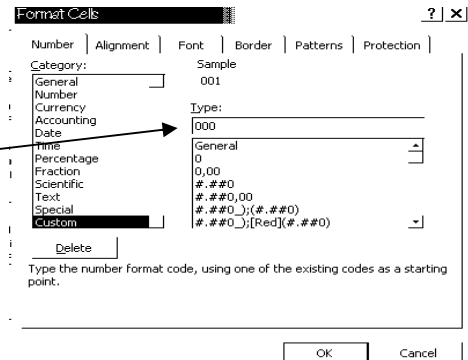 Format Cells ? X
Number Alignment Font Border Patterns Protection
Category:
General
Number
Currency
Accounting
Date
Time
Percentage
Fraction
Scientific
Text
Special
Custom
Sample
001
Type:
000
General
0
0,00
#.##0
#.##0,00
#.##0_);(#.##0)
#.##0_);[Red](#.##0)
Delete
Type the number format code, using one of the existing codes as a starting
point.
OK Cancel